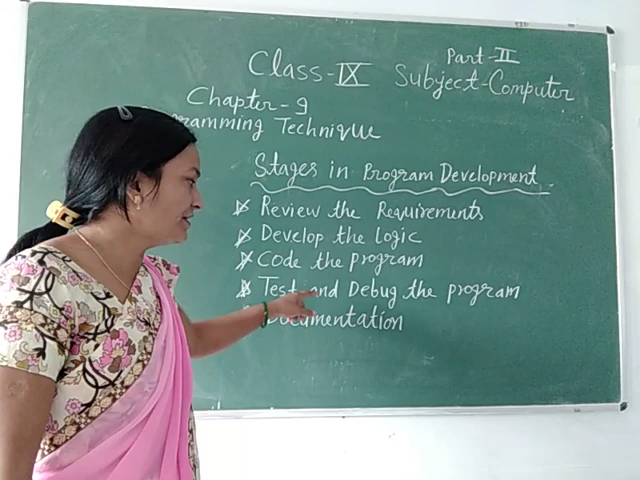 Part-II
Class-IX Subject-Computer
Chapter-9
Technique
Stages in Program Development
Review the Requirements
Develop the Logic
Code the program
Test and Debug the program
Documentation